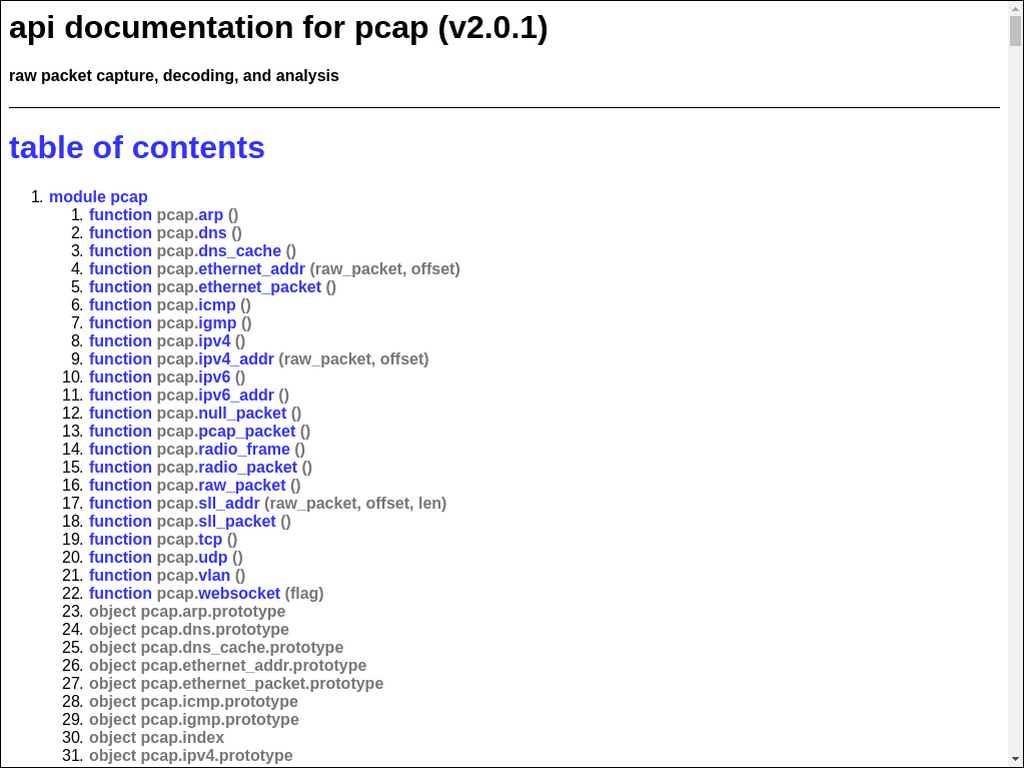 api documentation for pcap (v2.0.1)
raw packet capture, decoding, and analysis
table of contents
1. module pcap
1. function pcap.arp ()
2. function pcap.dns ()
3. function pcap.dns_cache ()
4. function pcap.ethernet_addr (raw_packet, offset)
5. function pcap.ethernet_packet ()
6. function pcap.icmp ()
7. function pcap.igmp ()
8. function pcap.ipv4 ()
9. function pcap.ipv4_addr (raw_packet, offset)
10. function pcap.ipv6 ()
11. function pcap.ipv6_addr ()
12. function pcap.null_packet ()
13. function pcap.pcap_packet ()
14. function pcap.radio_frame ()
15. function pcap.radio_packet ()
16. function pcap.raw_packet ()
17. function pcap.sll_addr (raw_packet, offset, len)
18. function pcap.sll_packet ()
19. function pcap.tcp ()
20. function pcap.udp ()
21. function pcap.vlan ()
22. function pcap.websocket (flag)
23. object pcap.arp.prototype
24. object pcap.dns.prototype
25. object pcap.dns_cache.prototype
26. object pcap.ethernet_addr.prototype
27. object pcap.ethernet_packet.prototype
28. object pcap.icmp.prototype
29. object pcap.igmp.prototype
30. object pcap.index
31. object pcap.ipv4.prototype